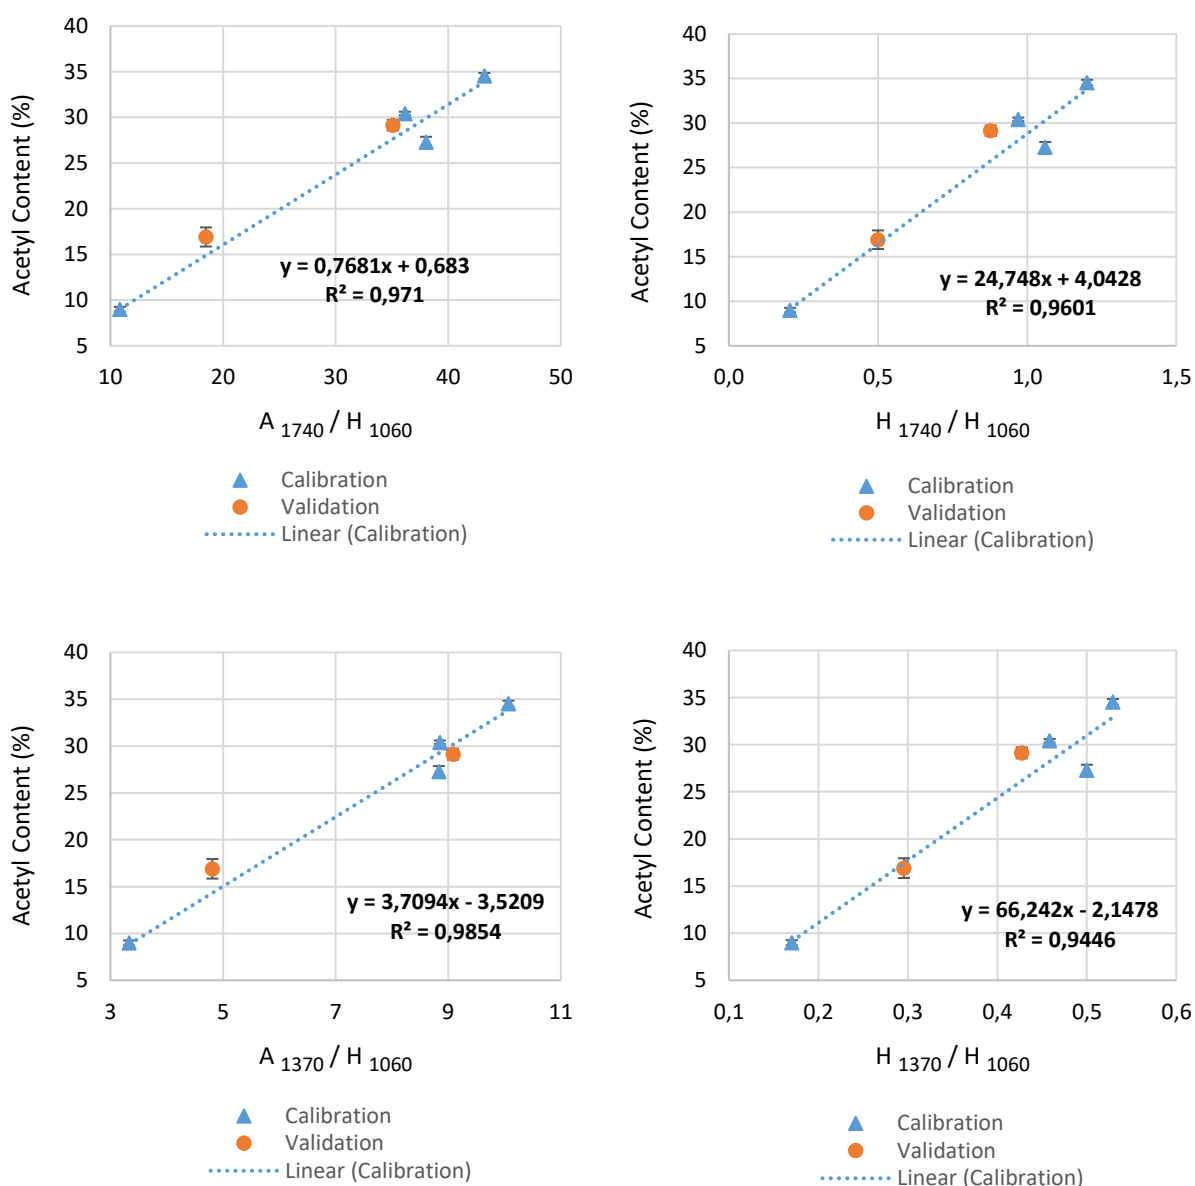 40
35
30
25
20
15
10
5
Acetyl Content (%)
y = 0,7681x + 0,683
R² = 0,971
10 20 30 40 50
A 1740 / H 1060
Calibration
Validation
Linear (Calibration)
40
35
30
25
20
15
10
5
Acetyl Content (%)
y = 24,748x + 4,0428
R² = 0,9601
0,0 0,5 1,0 1,5
H 1740 / H 1060
Calibration
Validation
Linear (Calibration)
40
35
30
25
20
15
10
5
Acetyl Content (%)
y = 3,7094x - 3,5209
R² = 0,9854
3 5 7 9 11
A 1370 / H 1060
Calibration
Validation
Linear (Calibration)
40
35
30
25
20
15
10
5
Acetyl Content (%)
y = 66,242x - 2,1478
R² = 0,9446
0,1 0,2 0,3 0,4 0,5 0,6
H 1370 / H 1060
Calibration
Validation
Linear (Calibration)